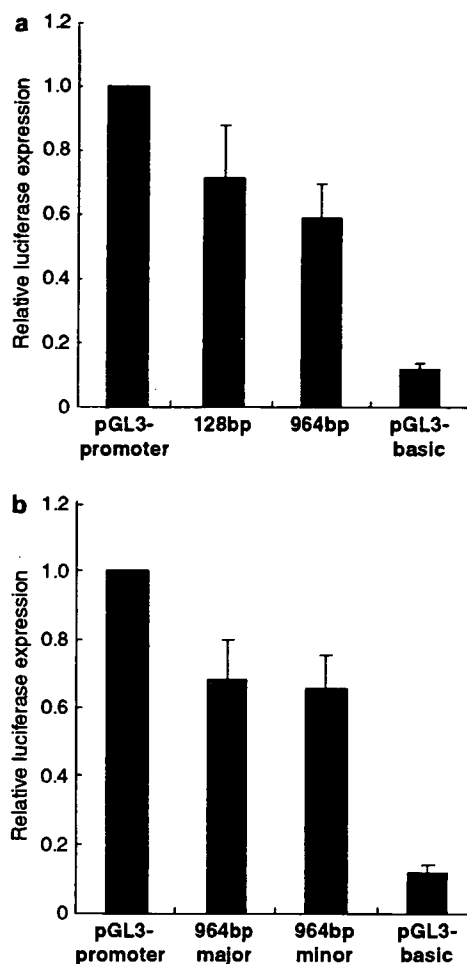 a
Relative luciferase expression
1.2
1.0
0.8
0.6
0.4
0.2
0
pGL3-
promoter
128bp
964bp
pGL3-
basic
b
Relative luciferase expression
1.2
1.0
0.8
0.6
0.4
0.2
0
pGL3-
promoter
964bp
major
964bp
minor
pGL3-
basic